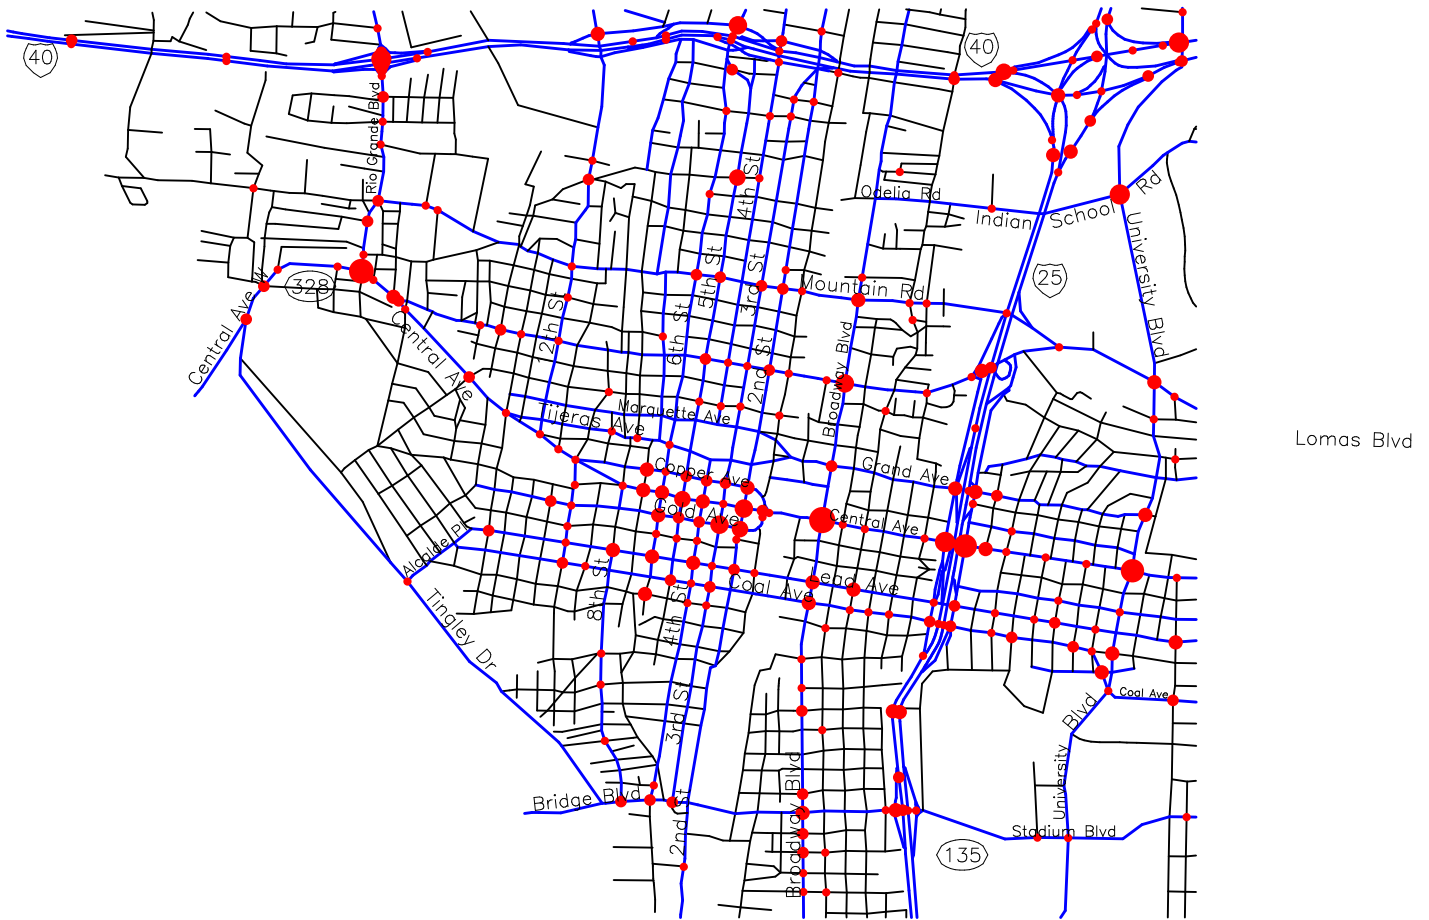 40
40
Rio Grande Blvd
Odelia Rd
Indian School Rd
4th St
University Blvd
25
328
Central Ave W
5th St
3rd St
Mountain Rd
Central Ave
12th St
6th St
2nd St
Broadway Blvd
Marquette Ave
Tijeras Ave
Lomas Blvd
Copper Ave
Grand Ave
Gold Ave
Central Ave
Alcalde Pl
8th St
Coal Ave
Lead Ave
Tingley Dr
4th St
3rd St
Coal Ave
University Blvd
Bridge Blvd
2nd St
Broadway Blvd
Stadium Blvd
135